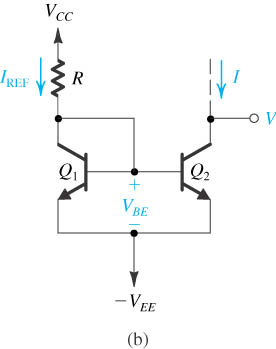 V_CC
I_REF R I
V
Q_1 Q_2
+
V_BE
−
−V_EE
(b)